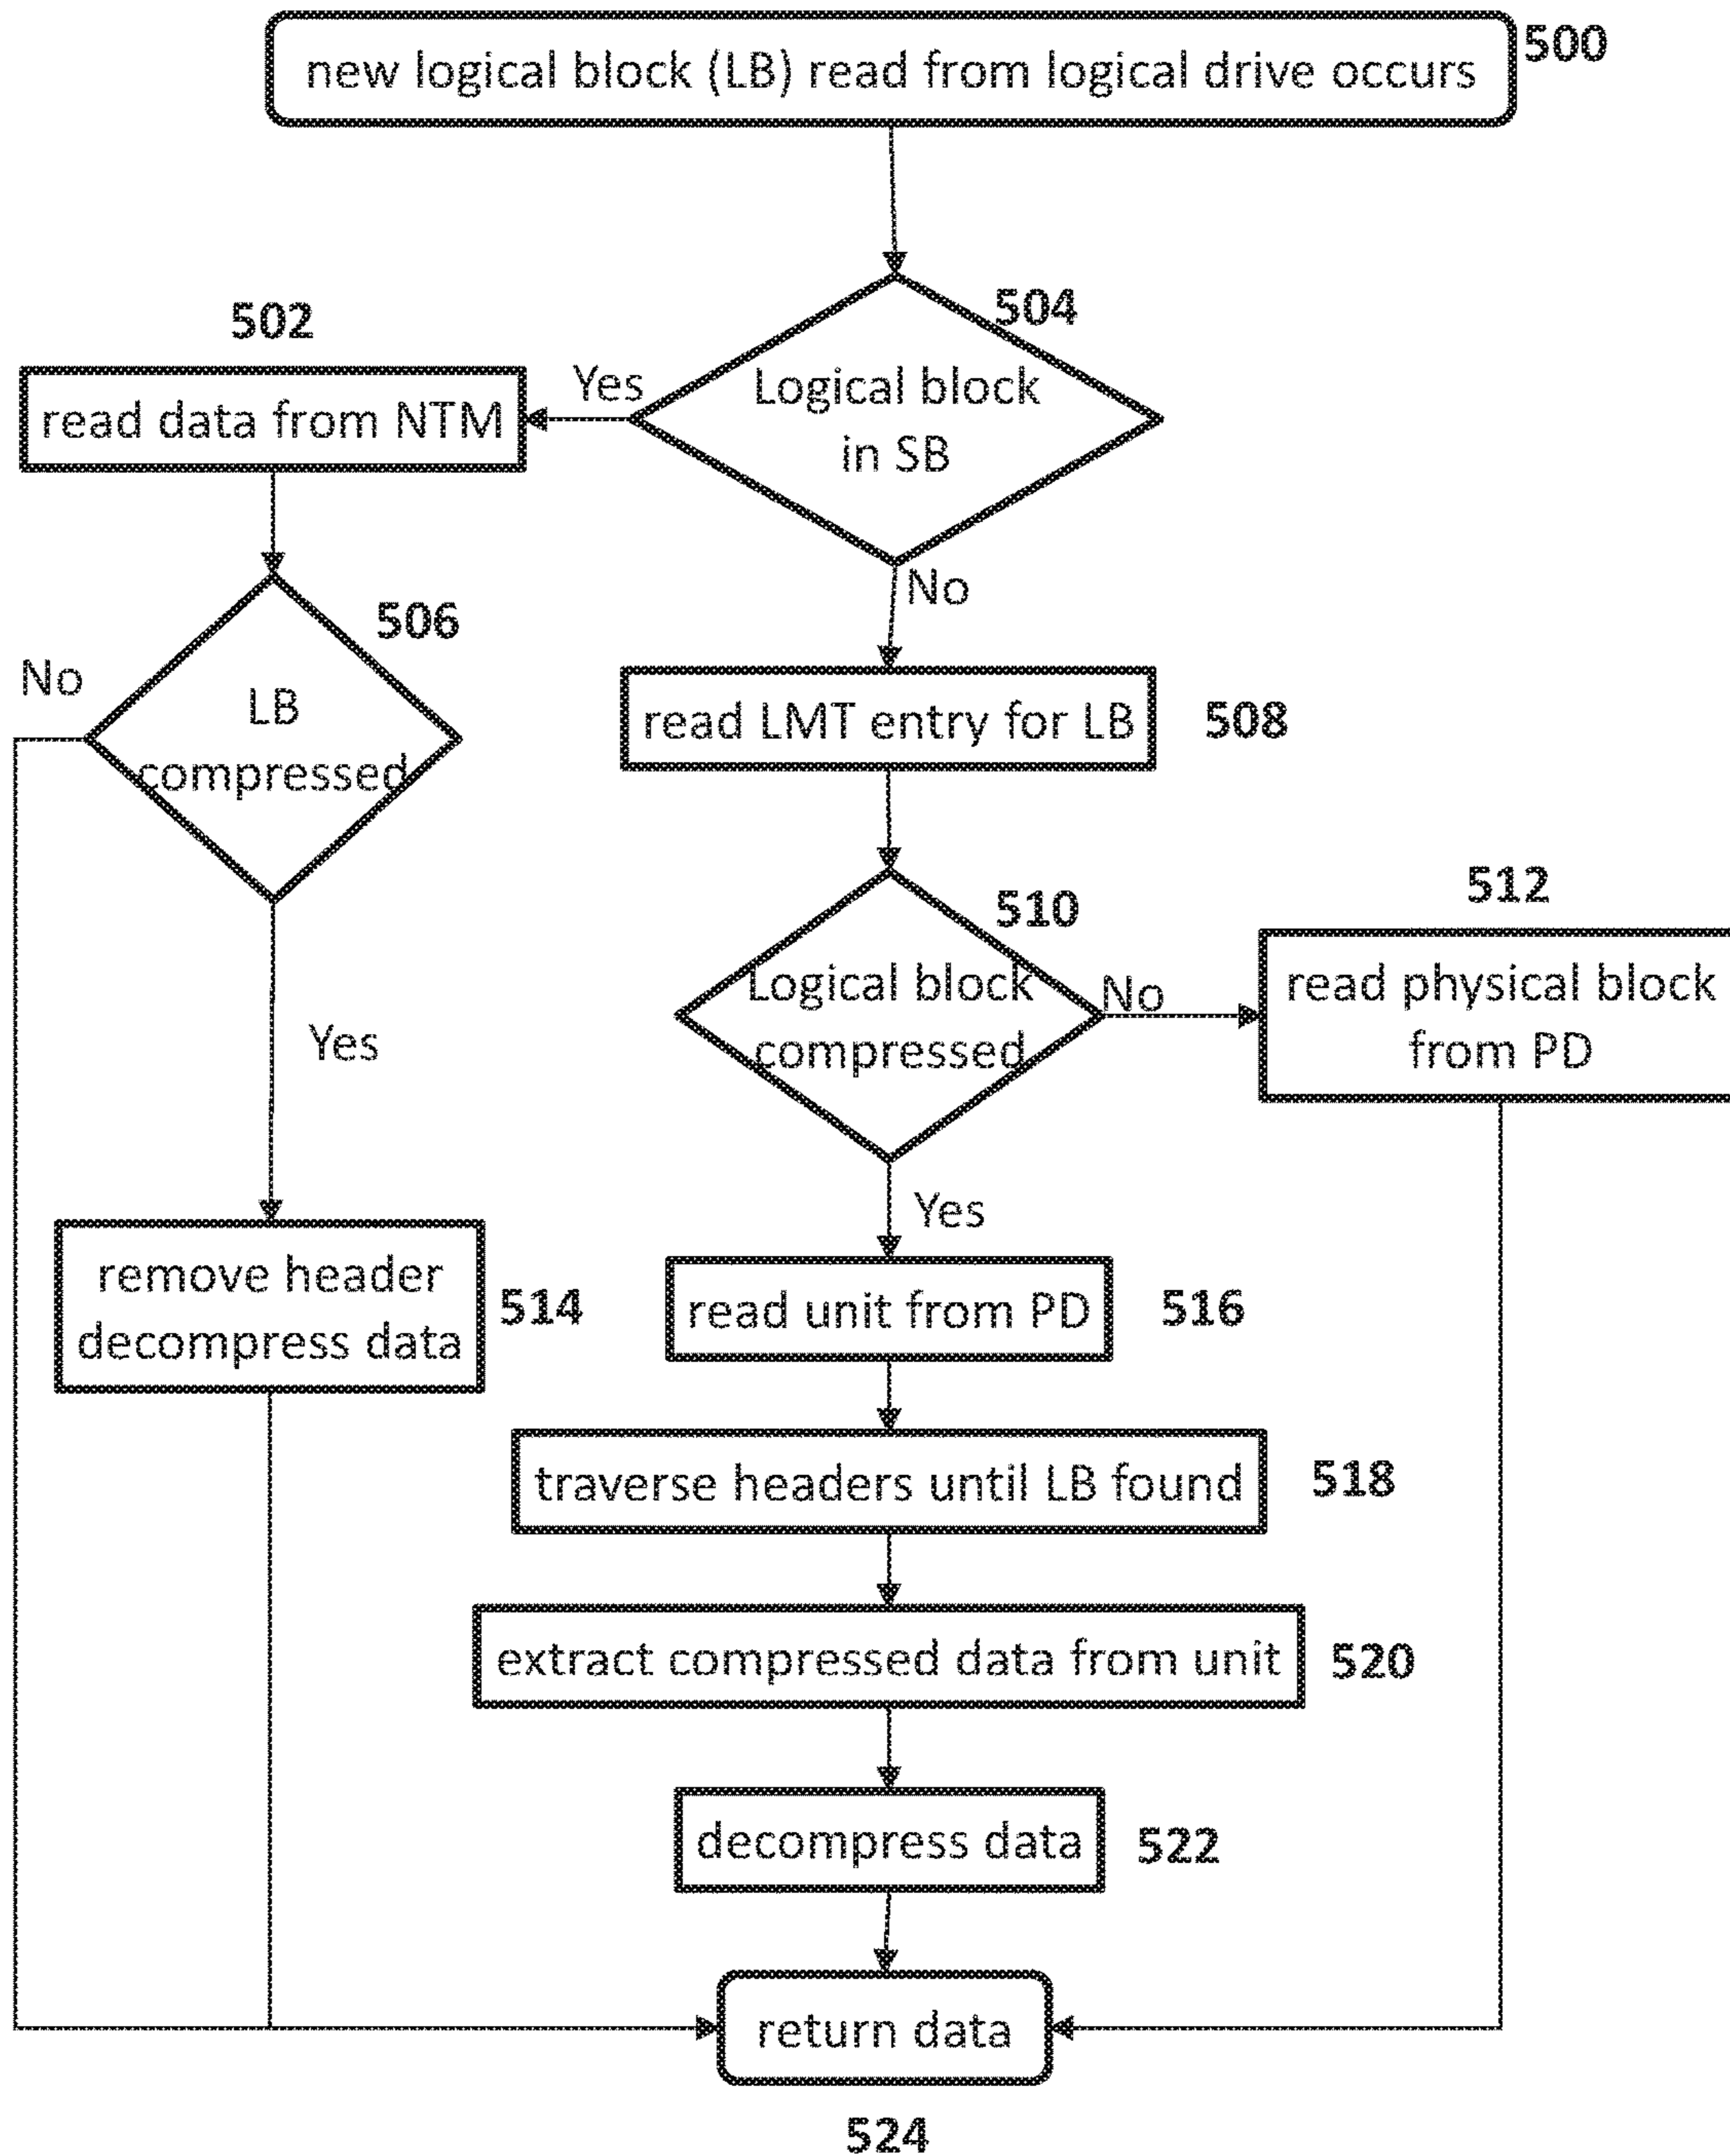 new logical block (LB) read from logical drive occurs
500
504
Logical block
in SB
Yes
No
502
read data from NTM
506
LB
compressed
No
Yes
read LMT entry for LB
508
510
Logical block
compressed
No
Yes
512
read physical block
from PD
remove header
decompress data
514
read unit from PD
516
traverse headers until LB found
518
extract compressed data from unit
520
decompress data
522
return data
524